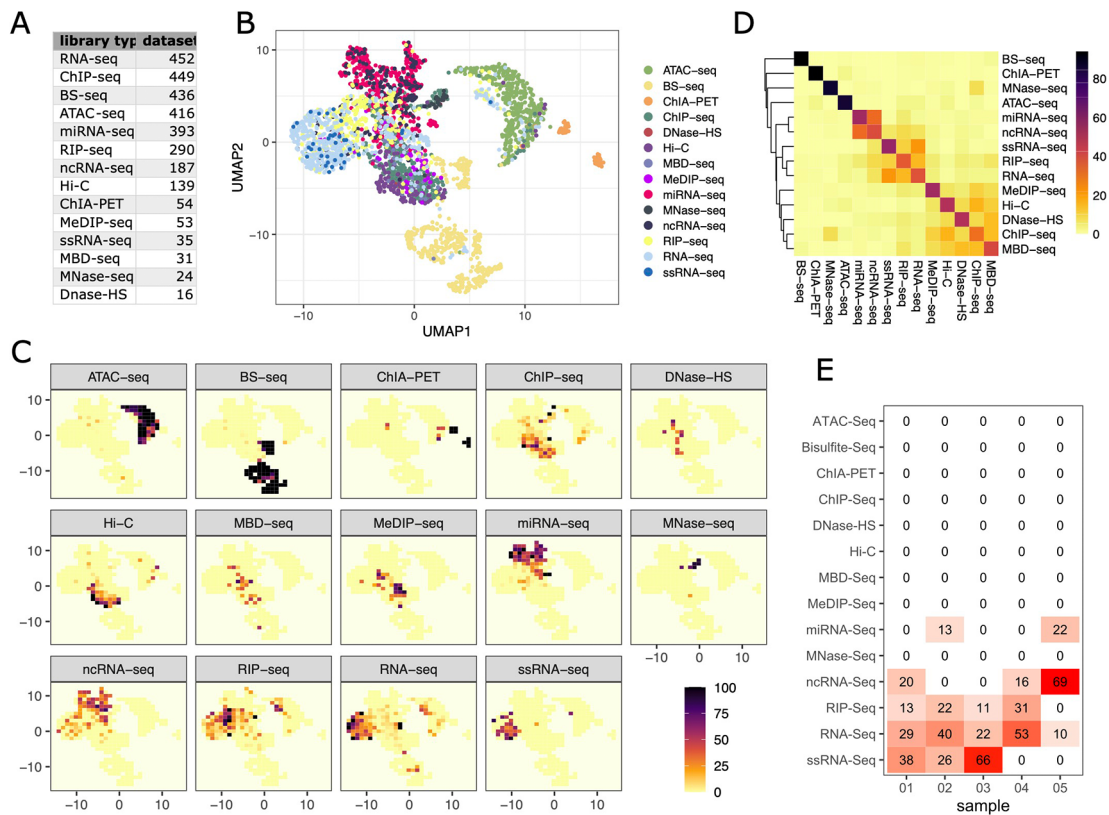 A
library typ dataset
RNA-seq 452
ChIP-seq 449
BS-seq 436
ATAC-seq 416
miRNA-seq 393
RIP-seq 290
ncRNA-seq 187
Hi-C 139
ChIA-PET 54
MeDIP-seq 53
ssRNA-seq 35
MBD-seq 31
MNase-seq 24
Dnase-HS 16
B
10
0
−10
UMAP2
−10 0 10
UMAP1
ATAC−seq
BS−seq
ChIA−PET
ChIP−seq
DNase−HS
Hi−C
MBD−seq
MeDIP−seq
miRNA−seq
MNase−seq
ncRNA−seq
RIP−seq
RNA−seq
ssRNA−seq
D
BS−seq
ChIA−PET
MNase−seq
ATAC−seq
miRNA−seq
ncRNA−seq
ssRNA−seq
RIP−seq
RNA−seq
MeDIP−seq
Hi−C
DNase−HS
ChIP−seq
MBD−seq
BS−seq ChIA−PET MNase−seq ATAC−seq miRNA−seq ncRNA−seq ssRNA−seq RIP−seq RNA−seq MeDIP−seq Hi−C DNase−HS ChIP−seq MBD−seq
80
60
40
20
0
C
ATAC−seq BS−seq ChIA−PET ChIP−seq DNase−HS
10
0
−10
Hi−C MBD−seq MeDIP−seq miRNA−seq MNase−seq
10
0
−10
−10 0 10
ncRNA−seq RIP−seq RNA−seq ssRNA−seq
10
0
−10
−10 0 10 −10 0 10 −10 0 10 −10 0 10
100
75
50
25
0
E
ATAC−Seq 0 0 0 0 0
Bisulfite−Seq 0 0 0 0 0
ChIA−PET 0 0 0 0 0
ChIP−Seq 0 0 0 0 0
DNase−HS 0 0 0 0 0
Hi−C 0 0 0 0 0
MBD−Seq 0 0 0 0 0
MeDIP−Seq 0 0 0 0 0
miRNA−Seq 0 13 0 0 22
MNase−Seq 0 0 0 0 0
ncRNA−Seq 20 0 0 16 69
RIP−Seq 13 22 11 31 0
RNA−Seq 29 40 22 53 10
ssRNA−Seq 38 26 66 0 0
01 02 03 04 05
sample